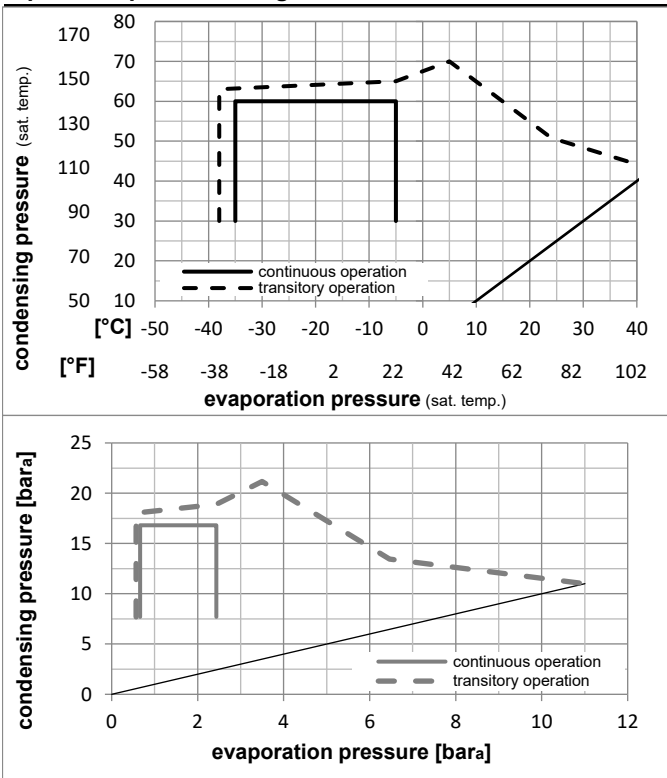 condensing pressure (sat. temp.)
170 80
150 70
130 60
110 50
90 40
70 30
50 20
10
continuous operation
transitory operation
[°C] -50 -40 -30 -20 -10 0 10 20 30 40
[°F] -58 -38 -18 2 22 42 62 82 102
evaporation pressure (sat. temp.)
condensing pressure [bara]
25
20
15
10
5
0
continuous operation
transitory operation
0 2 4 6 8 10 12
evaporation pressure [bara]